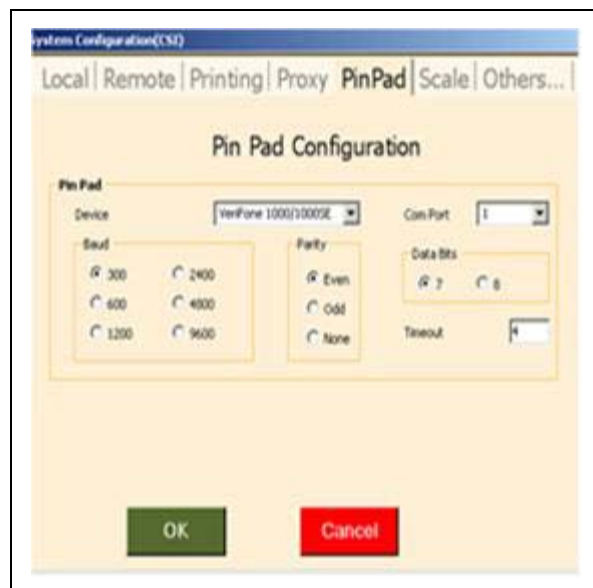 System Configuration(CSI)
Local Remote Printing Proxy PinPad Scale Others...
Pin Pad Configuration
Pin Pad
Device VeriFone 1000/1000SE Com Port 1
Baud Parity Data Bits
300 2400 Even 7 8
600 4800 Odd
1200 9600 None Timeout 4
OK Cancel